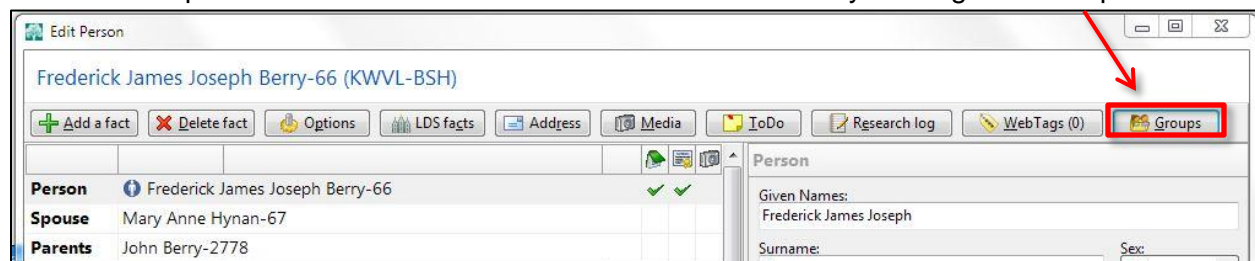 Edit Person
Frederick James Joseph Berry-66 (KWVL-BSH)
Add a fact Delete fact Options LDS facts Address Media ToDo Research log WebTags (0) Groups
Person
Person Frederick James Joseph Berry-66
Given Names:
Frederick James Joseph
Spouse Mary Anne Hynan-67
Parents John Berry-2778
Surname: Sex: